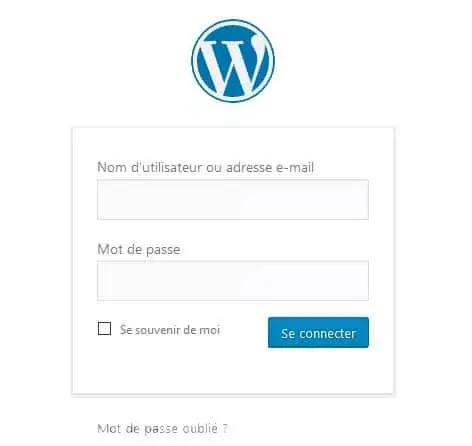 W
Nom d'utilisateur ou adresse e-mail
Mot de passe
Se souvenir de moi
Se connecter
Mot de passe oublié ?